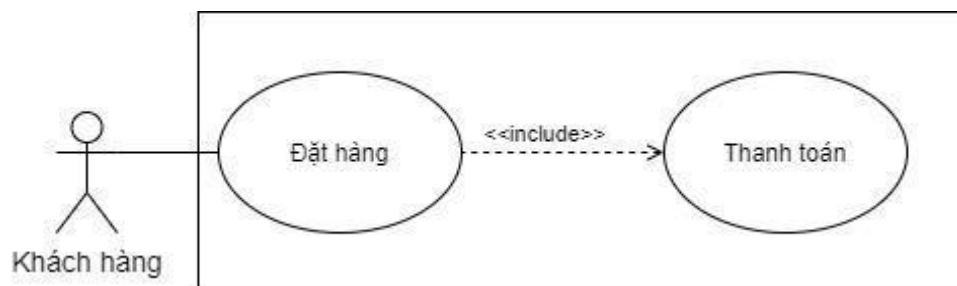 <<include>>
Đặt hàng
Thanh toán
Khách hàng